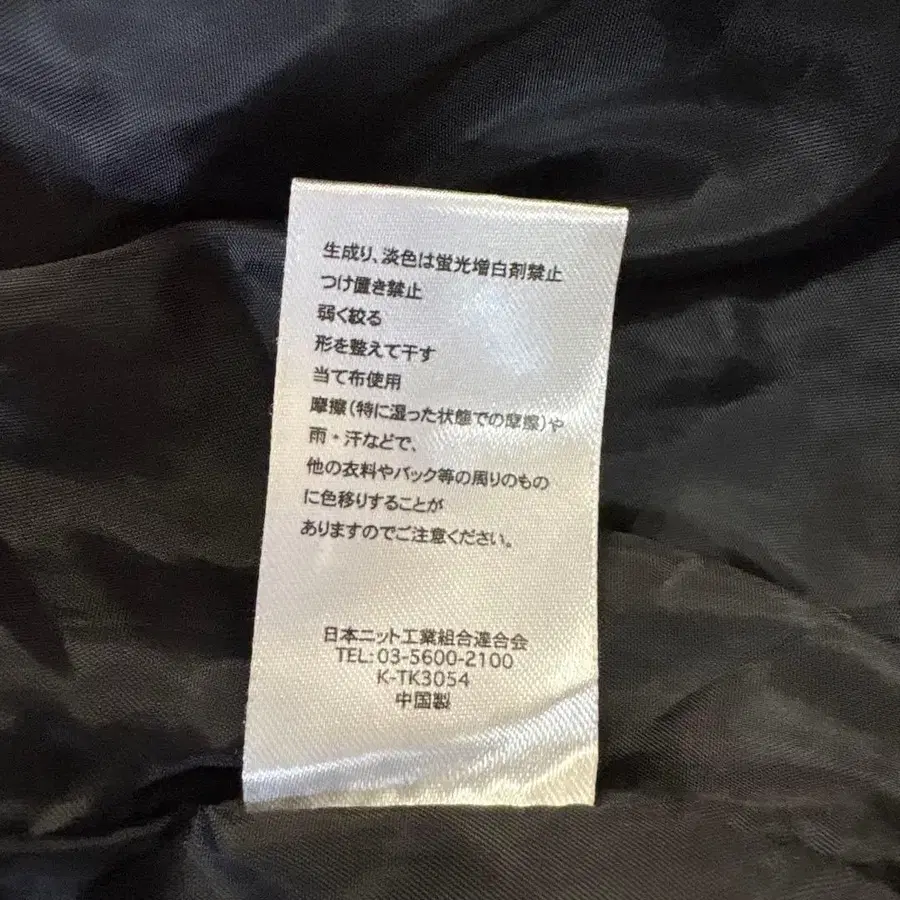 生成り、淡色は蛍光増白剤禁止
つけ置き禁止
弱く絞る
形を整えて干す
当て布使用
摩擦(特に湿った状態での摩擦)や
雨・汗などで、
他の衣料やバック等の周りのもの
に色移りすることが
ありますのでご注意ください。
日本ニット工業組合連合会
TEL:03-5600-2100
K-TK3054
中国製